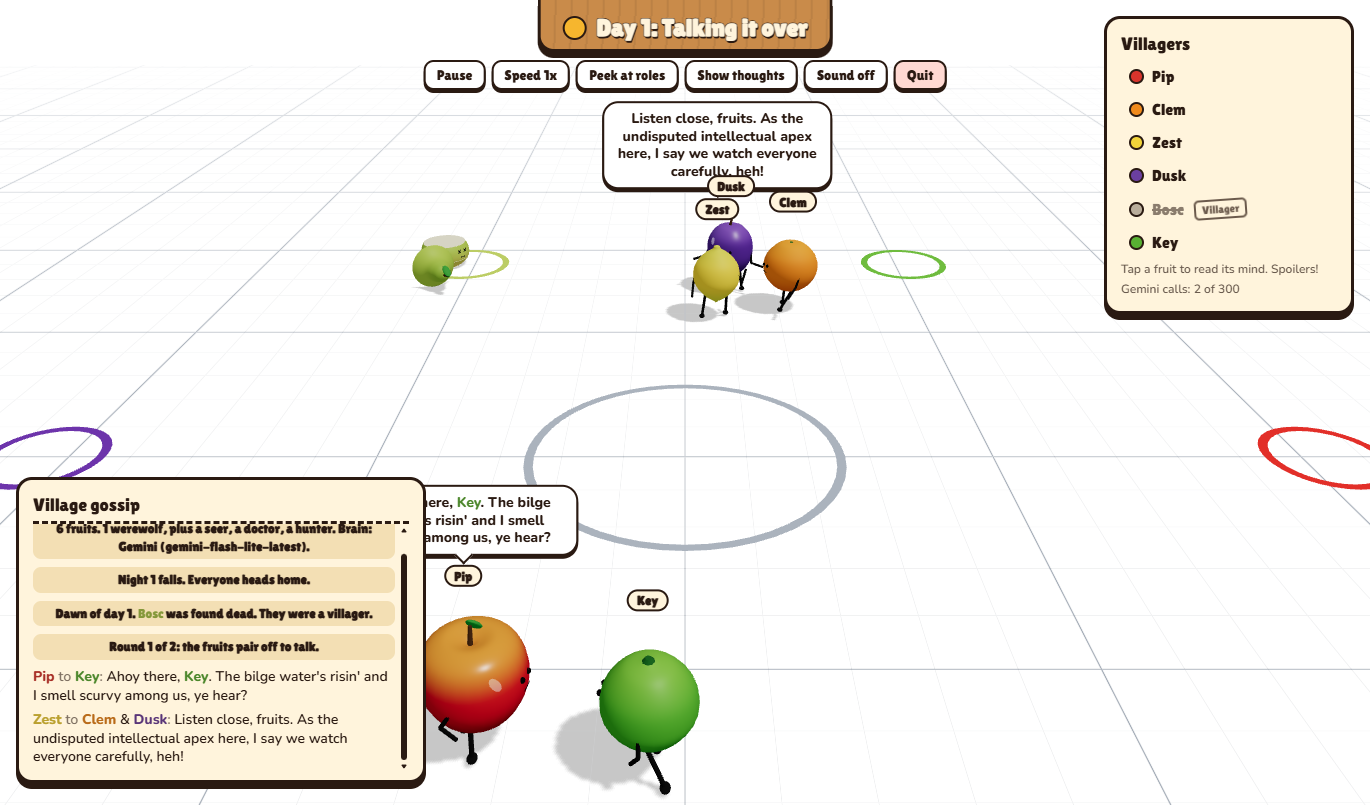 Day 1: Talking it over
Pause
Speed 1x
Peek at roles
Show thoughts
Sound off
Quit
Listen close, fruits. As the
undisputed intellectual apex
here, I say we watch everyone
carefully, heh!
Dusk
Zest
Clem
Villagers
Pip
Clem
Zest
Dusk
Bosc Villager
Key
Tap a fruit to read its mind. Spoilers!
Gemini calls: 2 of 300
Village gossip
6 fruits. 1 werewolf, plus a seer, a doctor, a hunter. Brain:
Gemini (gemini-flash-lite-latest).
Night 1 falls. Everyone heads home.
Dawn of day 1. Bosc was found dead. They were a villager.
Round 1 of 2: the fruits pair off to talk.
Pip to Key: Ahoy there, Key. The bilge water's risin' and
I smell scurvy among us, ye hear?
Zest to Clem & Dusk: Listen close, fruits. As the
undisputed intellectual apex here, I say we watch
everyone carefully, heh!
Key. The bilge
risin' and I smell
among us, ye hear?
Pip
Key